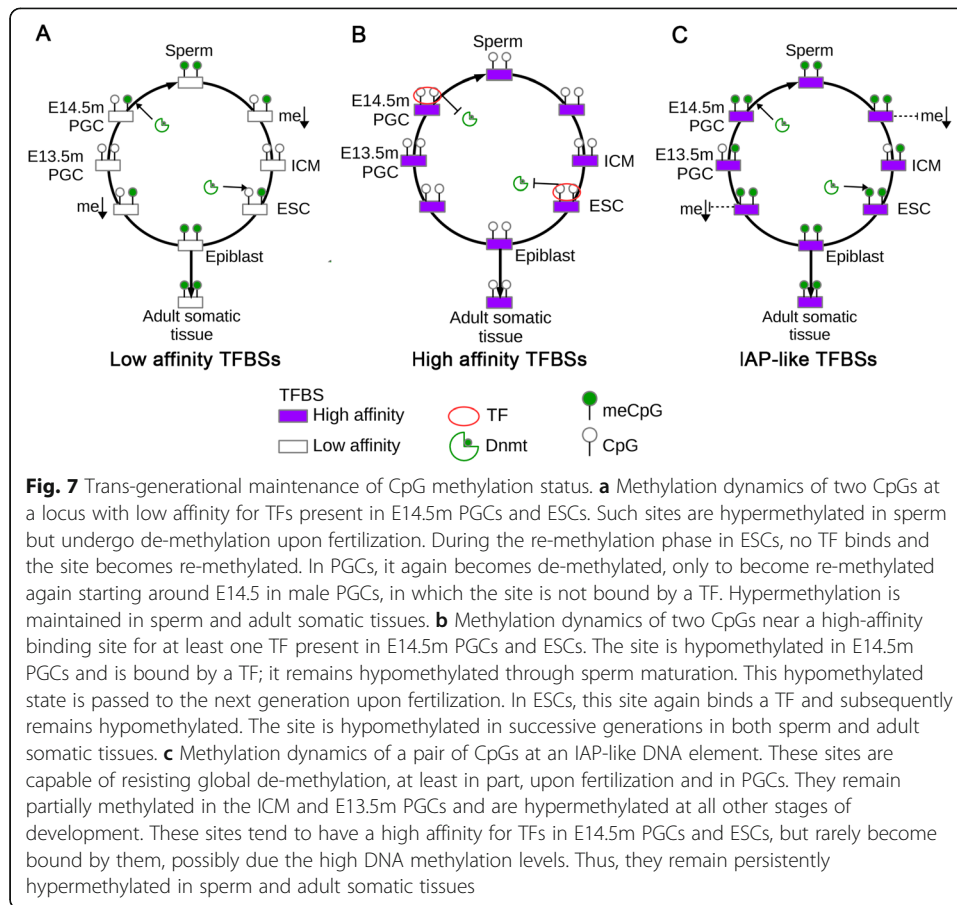 A
B
C
Sperm
Sperm
Sperm
E14.5m
PGC
me
E14.5m
PGC
E14.5m
PGC
me
E13.5m
PGC
ICM
E13.5m
PGC
ICM
E13.5m
PGC
ICM
me
ESC
ESC
me
ESC
Epiblast
Epiblast
Epiblast
Adult somatic
tissue
Adult somatic
tissue
Adult somatic
tissue
Low affinity TFBSs
High affinity TFBSs
IAP-like TFBSs
TFBS
High affinity
Low affinity
TF
Dnmt
meCpG
CpG
Fig. 7 Trans-generational maintenance of CpG methylation status. a Methylation dynamics of two CpGs at
a locus with low affinity for TFs present in E14.5m PGCs and ESCs. Such sites are hypermethylated in sperm
but undergo de-methylation upon fertilization. During the re-methylation phase in ESCs, no TF binds and
the site becomes re-methylated. In PGCs, it again becomes de-methylated, only to become re-methylated
again starting around E14.5 in male PGCs, in which the site is not bound by a TF. Hypermethylation is
maintained in sperm and adult somatic tissues. b Methylation dynamics of two CpGs near a high-affinity
binding site for at least one TF present in E14.5m PGCs and ESCs. The site is hypomethylated in E14.5m
PGCs and is bound by a TF; it remains hypomethylated through sperm maturation. This hypomethylated
state is passed to the next generation upon fertilization. In ESCs, this site again binds a TF and subsequently
remains hypomethylated. The site is hypomethylated in successive generations in both sperm and adult
somatic tissues. c Methylation dynamics of a pair of CpGs at an IAP-like DNA element. These sites are
capable of resisting global de-methylation, at least in part, upon fertilization and in PGCs. They remain
partially methylated in the ICM and E13.5m PGCs and are hypermethylated at all other stages of
development. These sites tend to have a high affinity for TFs in E14.5m PGCs and ESCs, but rarely become
bound by them, possibly due the high DNA methylation levels. Thus, they remain persistently
hypermethylated in sperm and adult somatic tissues